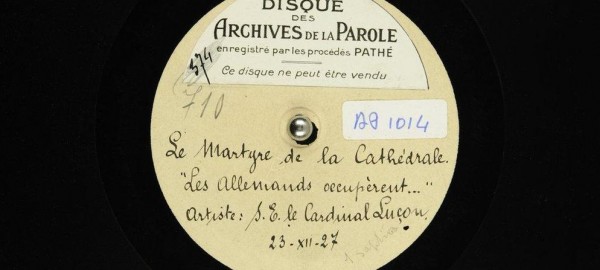 DISQUE
DES
ARCHIVES DE LA PAROLE
enregistré par les procédés PATHÉ
Ce disque ne peut être vendu
374
710
AP 1014
Le Martyre de la Cathédrale.
"Les Allemands occupèrent..."
Artiste: S.E. le Cardinal Luçon.
23-XII-27